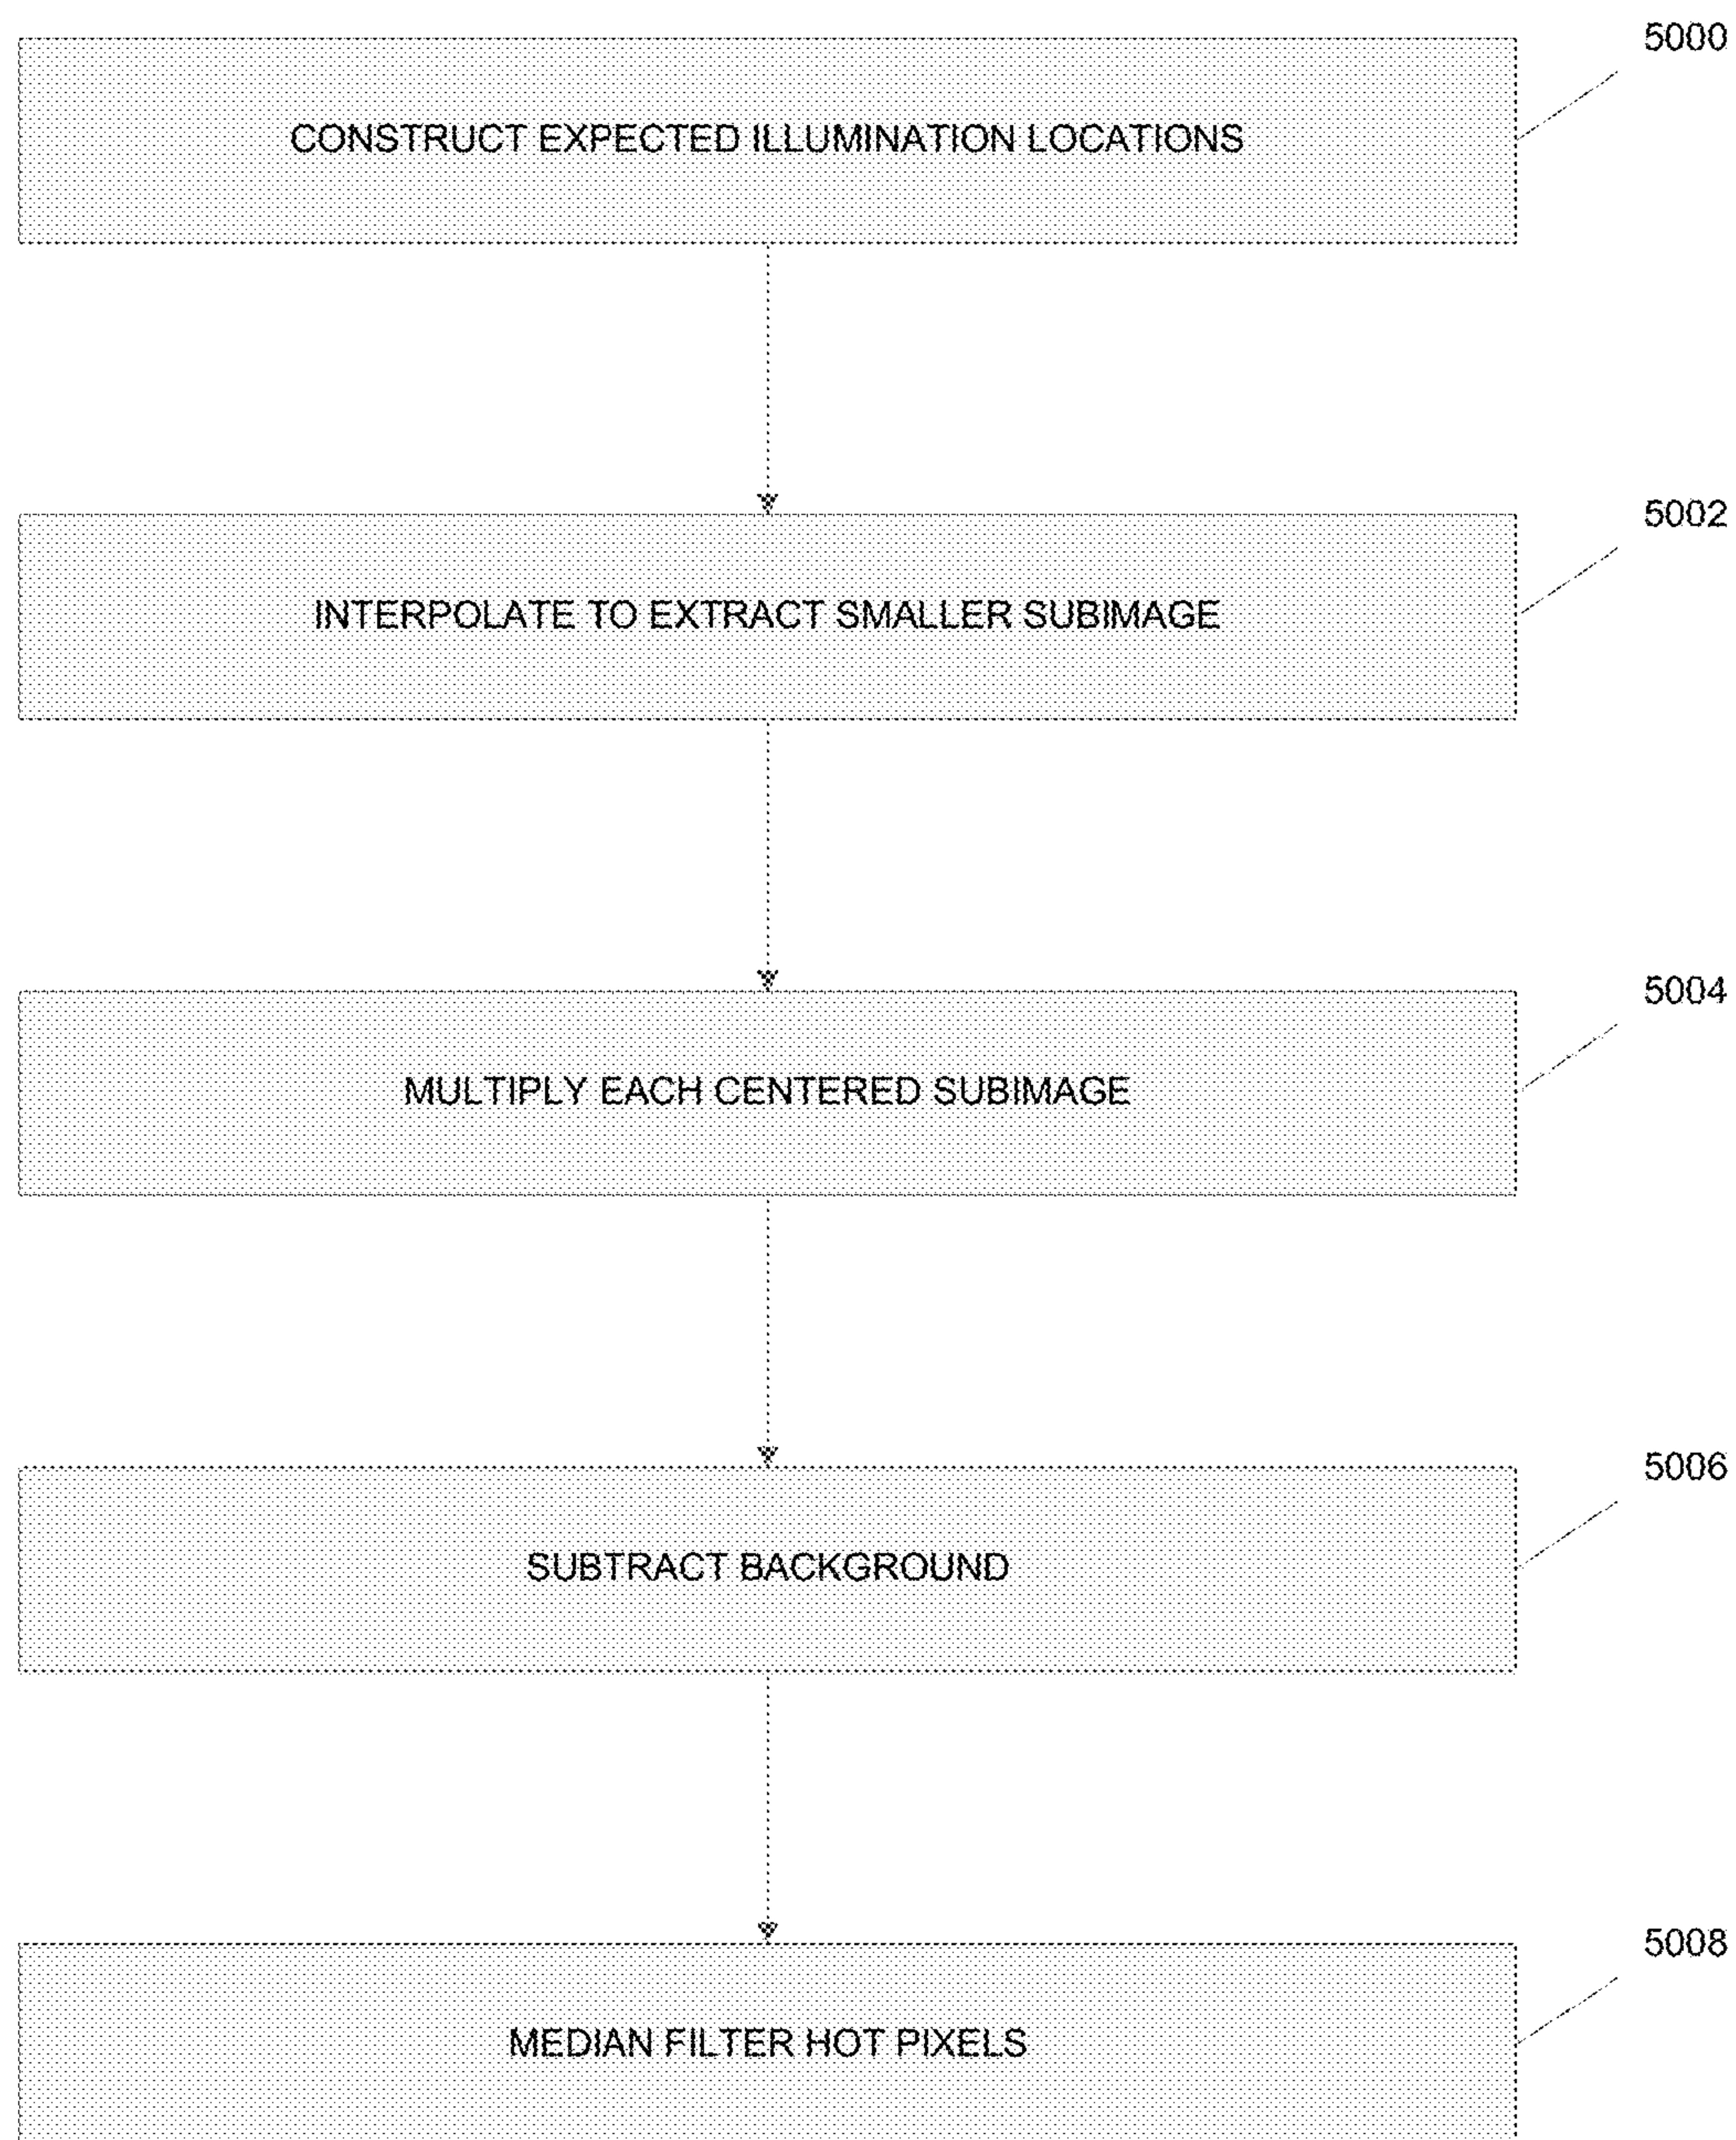 5000
CONSTRUCT EXPECTED ILLUMINATION LOCATIONS
5002
INTERPOLATE TO EXTRACT SMALLER SUBIMAGE
5004
MULTIPLY EACH CENTERED SUBIMAGE
5006
SUBTRACT BACKGROUND
5008
MEDIAN FILTER HOT PIXELS